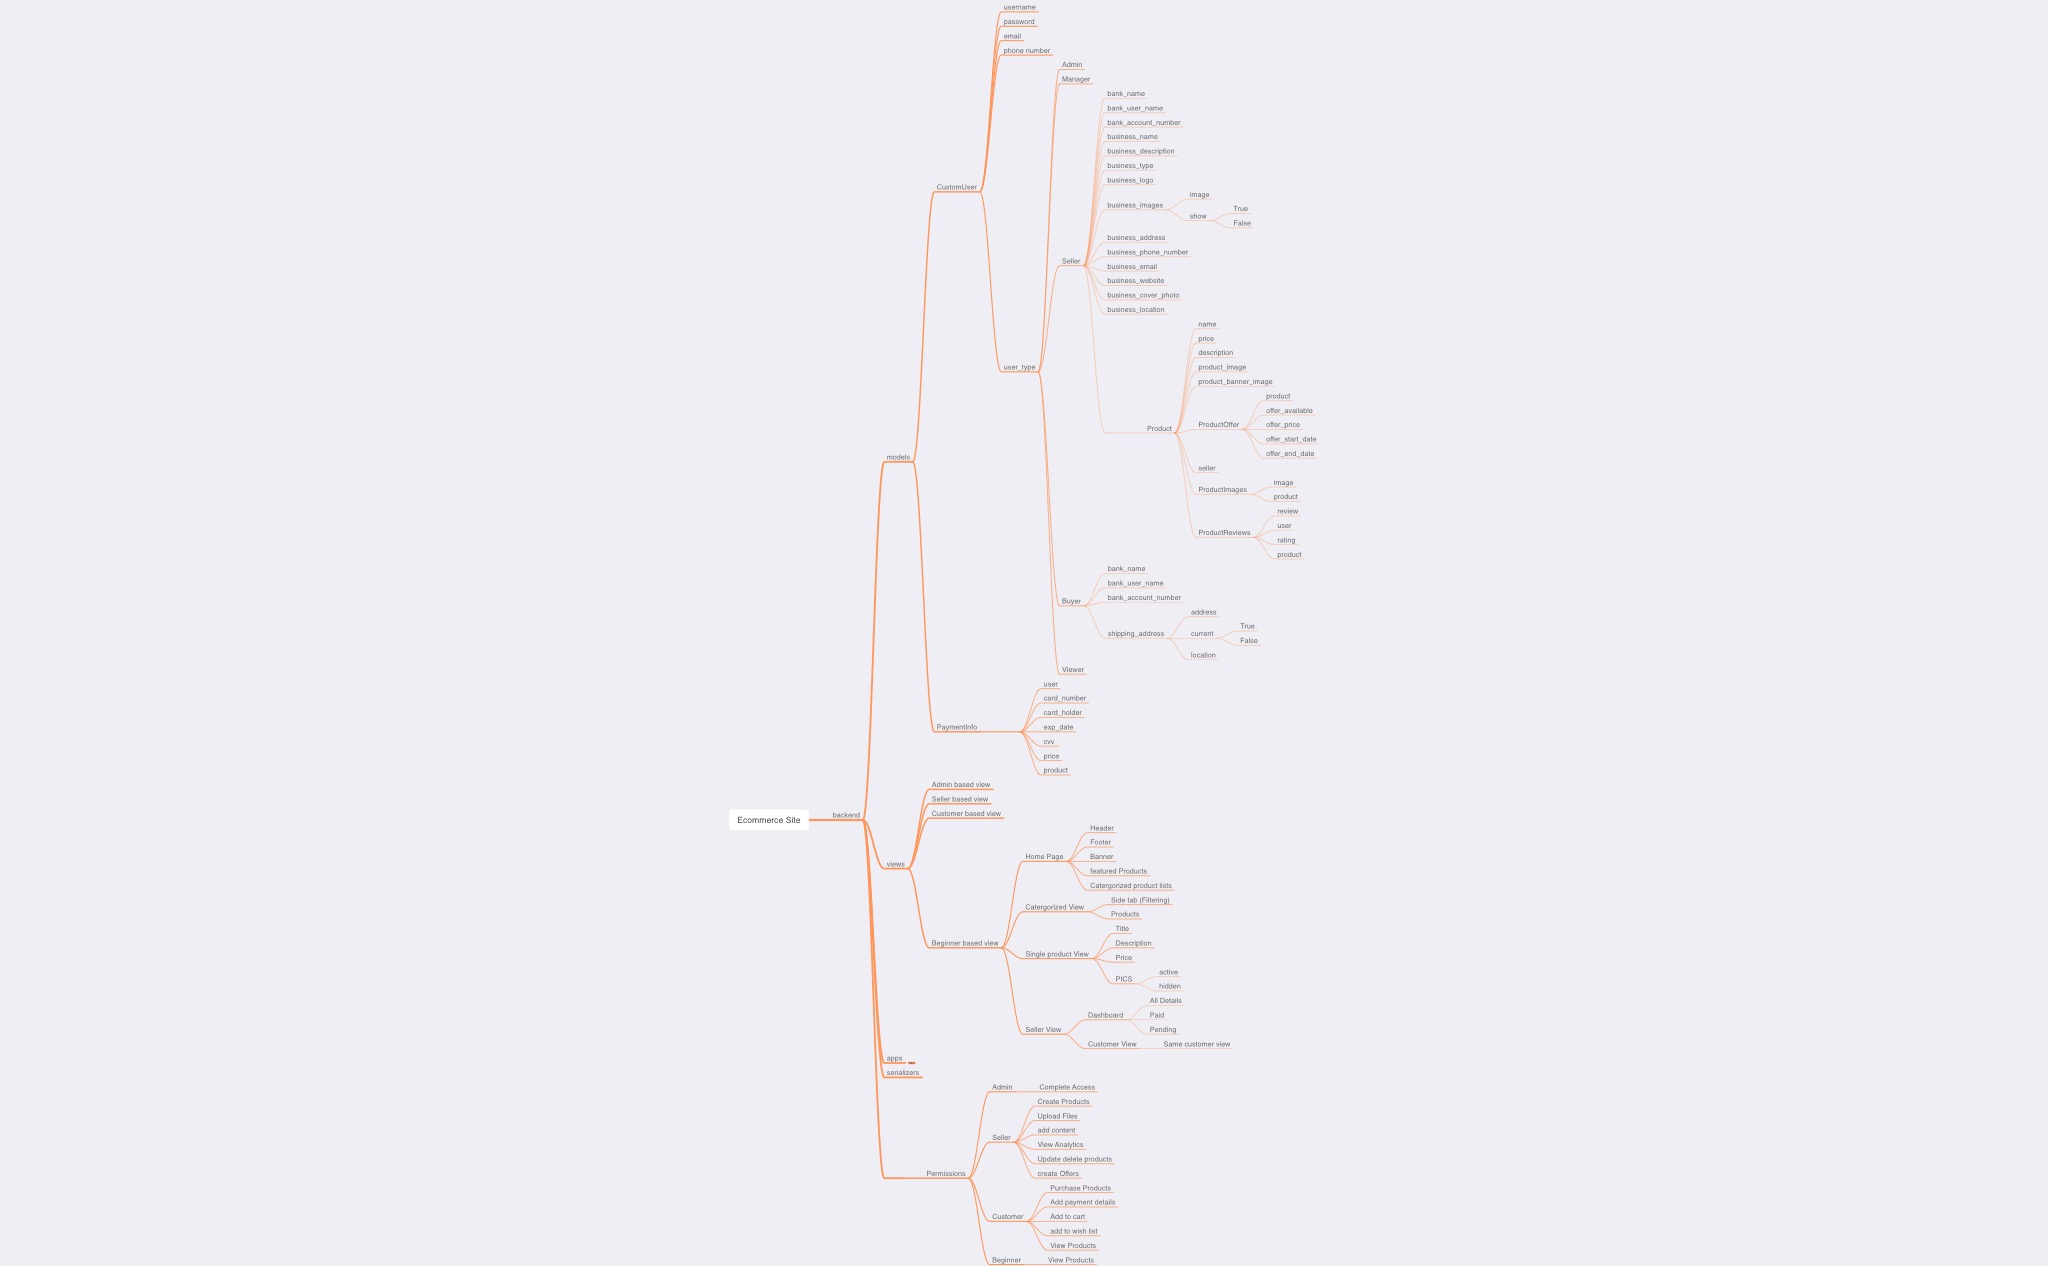 username
password
email
phone number
Admin
Manager
bank_name
bank_user_name
bank_account_number
business_name
business_description
business_type
business_logo
CustomUser
image
business_images
True
show
False
business_address
business_phone_number
Seller
business_email
business_website
business_cover_photo
business_location
name
price
description
user_type
product_image
product_banner_image
product
offer_available
ProductOffer
offer_price
Product
offer_start_date
offer_end_date
models
seller
image
ProductImages
product
review
user
ProductReviews
rating
product
bank_name
bank_user_name
bank_account_number
Buyer
address
True
shipping_address
current
False
location
Viewer
user
card_number
card_holder
PaymentInfo
exp_date
cvv
price
product
Admin based view
Seller based view
Customer based view
Ecommerce Site
backend
Header
Footer
Home Page
Banner
views
featured Products
Catergorized product lists
Side tab (Filtering)
Catergorized View
Products
Title
Beginner based view
Description
Single product View
Price
active
PICS
hidden
All Details
Dashboard
Paid
Seller View
Pending
Customer View
Same customer view
apps
serializers
Admin
Complete Access
Create Products
Upload Files
add content
Seller
View Analytics
Update delete products
create Offers
Permissions
Purchase Products
Add payment details
Customer
Add to cart
add to wish list
View Products
Beginner
View Products